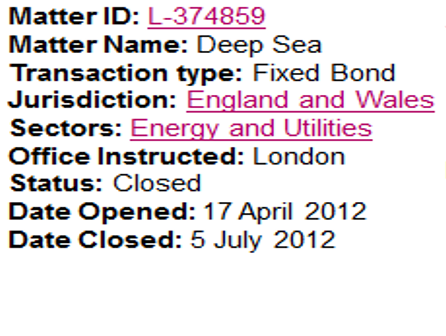 Matter ID: L-374859
Matter Name: Deep Sea
Transaction type: Fixed Bond
Jurisdiction: England and Wales
Sectors: Energy and Utilities
Office Instructed: London
Status: Closed
Date Opened: 17 April 2012
Date Closed: 5 July 2012